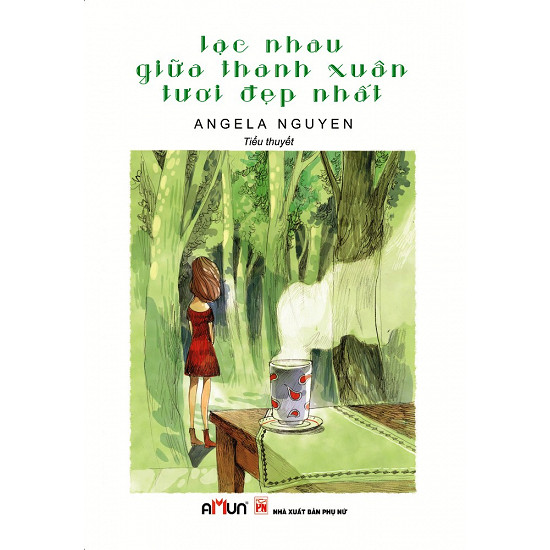 lạc nhau
giữa thanh xuân
tươi đẹp nhất
ANGELA NGUYEN
Tiểu thuyết
AMUN
PN
NHÀ XUẤT BẢN PHỤ NỮ